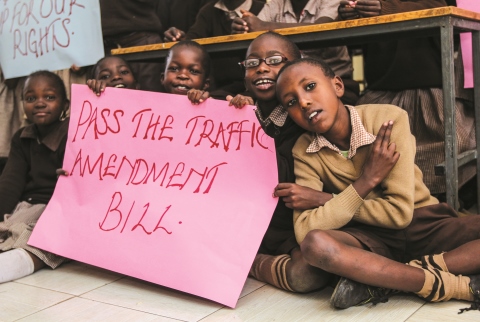 FOR
OUR RIGHTS.
PASS THE TRAFFIC
AMENDMENT
BILL.